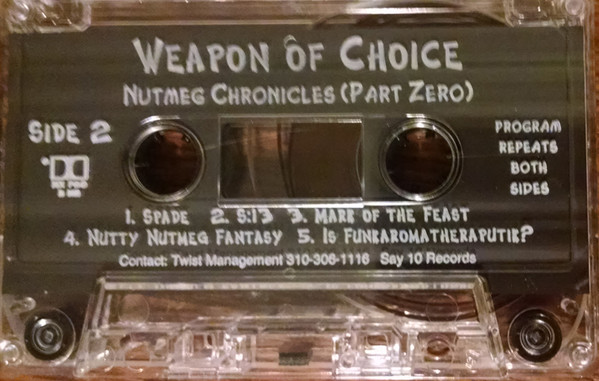 WEAPON OF CHOICE
NUTMEG CHRONICLES (PART ZERO)
SIDE 2
PROGRAM
REPEATS
BOTH
SIDES
1. SPADE 2. 5:13 3. MARK OF THE FEAST
4. NUTTY NUTMEG FANTASY 5. IS FUNKAROMATHERAPUTIK?
Contact: Twist Management 310-306-1116 Say 10 Records